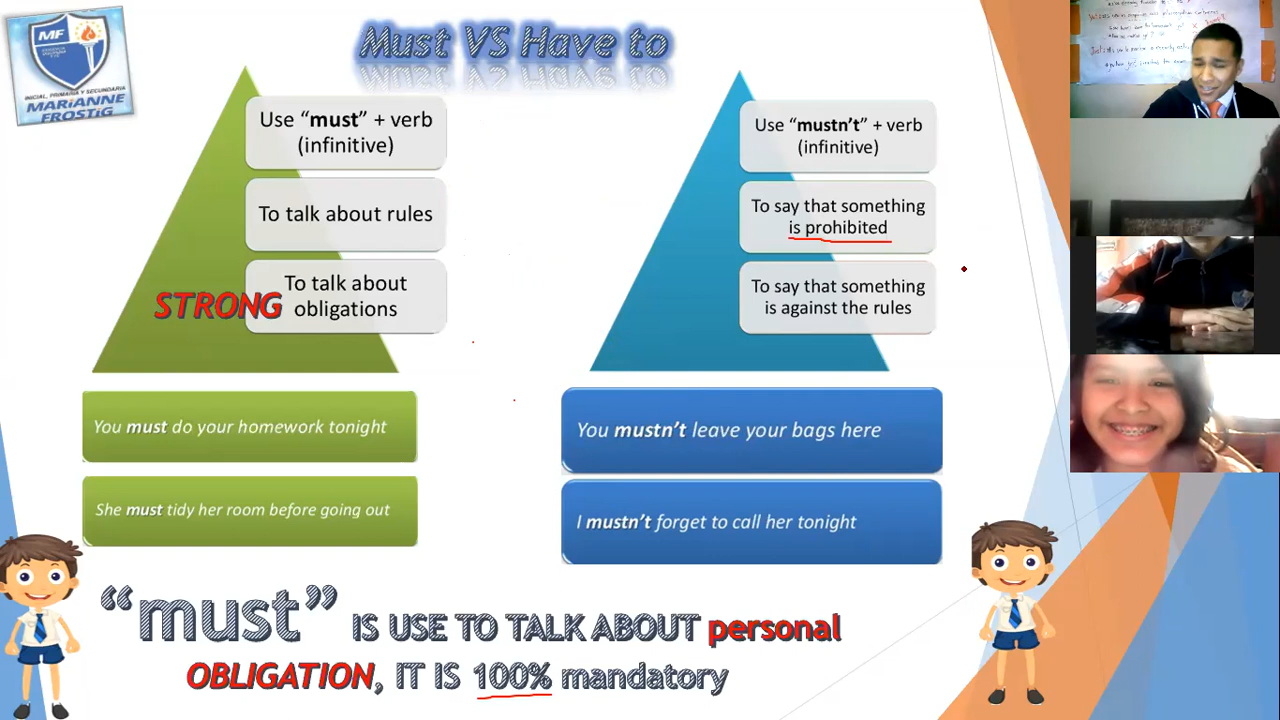 MF
INICIAL, PRIMARIA Y SECUNDARIA
MARIANNE
FROSTIG
Must VS Have to
Use “must” + verb
(infinitive)
To talk about rules
STRONG
To talk about
obligations
You must do your homework tonight
She must tidy her room before going out
Use “mustn’t” + verb
(infinitive)
To say that something
is prohibited
To say that something
is against the rules
You mustn’t leave your bags here
I mustn’t forget to call her tonight
“must” IS USE TO TALK ABOUT personal
OBLIGATION, IT IS 100% mandatory